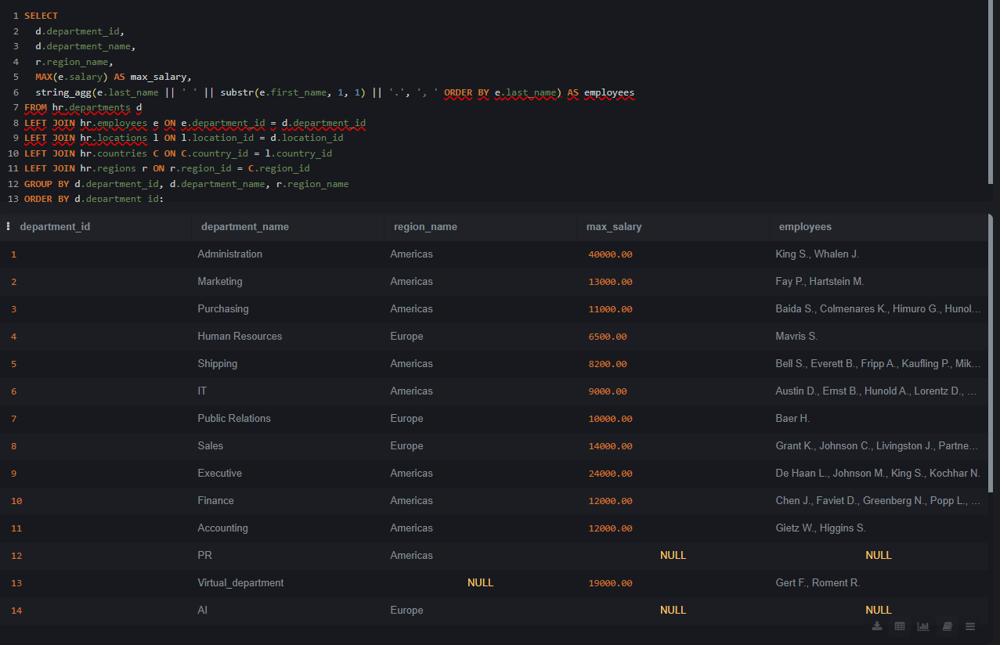 1 SELECT
2 d.department_id,
3 d.department_name,
4 r.region_name,
5 MAX(e.salary) AS max_salary,
6 string_agg(e.last_name || ' ' || substr(e.first_name, 1, 1) || '.', ', ' ORDER BY e.last_name) AS employees
7 FROM hr.departments d
8 LEFT JOIN hr.employees e ON e.department_id = d.department_id
9 LEFT JOIN hr.locations l ON l.location_id = d.location_id
10 LEFT JOIN hr.countries C ON C.country_id = l.country_id
11 LEFT JOIN hr.regions r ON r.region_id = C.region_id
12 GROUP BY d.department_id, d.department_name, r.region_name
13 ORDER BY d.department_id;
department_id department_name region_name max_salary employees
1 Administration Americas 40000.00 King S., Whalen J.
2 Marketing Americas 13000.00 Fay P., Hartstein M.
3 Purchasing Americas 11000.00 Baida S., Colmenares K., Himuro G., Hunol...
4 Human Resources Europe 6500.00 Mavris S.
5 Shipping Americas 8200.00 Bell S., Everett B., Fripp A., Kaufling P., Mik...
6 IT Americas 9000.00 Austin D., Ernst B., Hunold A., Lorentz D., ...
7 Public Relations Europe 10000.00 Baer H.
8 Sales Europe 14000.00 Grant K., Johnson C., Livingston J., Partne...
9 Executive Americas 24000.00 De Haan L., Johnson M., King S., Kochhar N.
10 Finance Americas 12000.00 Chen J., Faviet D., Greenberg N., Popp L., ...
11 Accounting Americas 12000.00 Gietz W., Higgins S.
12 PR Americas NULL NULL
13 Virtual_department NULL 19000.00 Gert F., Roment R.
14 AI Europe NULL NULL